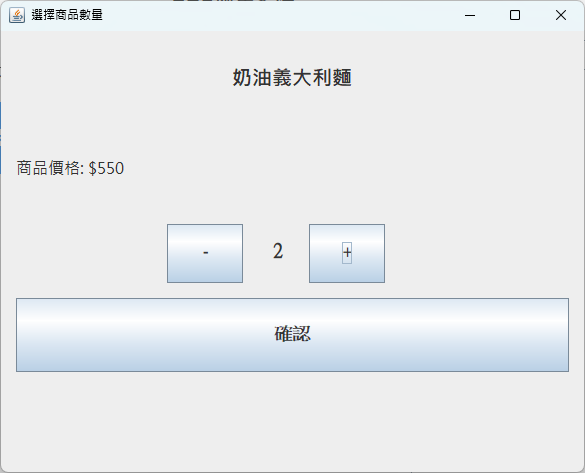 選擇商品數量
奶油義大利麵
商品價格: $550
- 2 +
確認